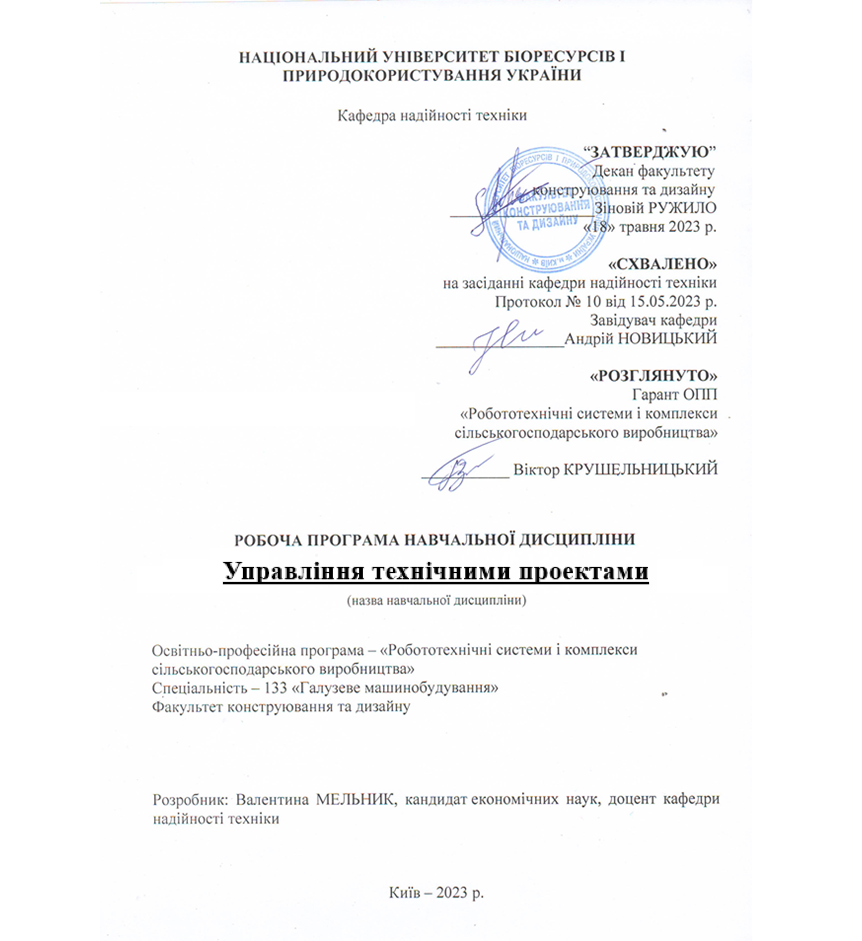 НАЦІОНАЛЬНИЙ УНІВЕРСИТЕТ БІОРЕСУРСІВ І
ПРИРОДОКОРИСТУВАННЯ УКРАЇНИ
Кафедра надійності техніки
“ЗАТВЕРДЖУЮ”
Декан факультету
конструювання та дизайну
Зіновій РУЖИЛО
«18» травня 2023 р.
КОНСТРУЮВАННЯ
ТА ДИЗАЙНУ
«СХВАЛЕНО»
на засіданні кафедри надійності техніки
Протокол № 10 від 15.05.2023 р.
Завідувач кафедри
Андрій НОВИЦЬКИЙ
«РОЗГЛЯНУТО»
Гарант ОПП
«Робототехнічні системи і комплекси
сільськогосподарського виробництва»
Віктор КРУШЕЛЬНИЦЬКИЙ
РОБОЧА ПРОГРАМА НАВЧАЛЬНОЇ ДИСЦИПЛІНИ
Управління технічними проектами
(назва навчальної дисципліни)
Освітньо-професійна програма – «Робототехнічні системи і комплекси
сільськогосподарського виробництва»
Спеціальність – 133 «Галузеве машинобудування»
Факультет конструювання та дизайну
Розробник: Валентина МЕЛЬНИК, кандидат економічних наук, доцент кафедри
надійності техніки
Київ – 2023 р.